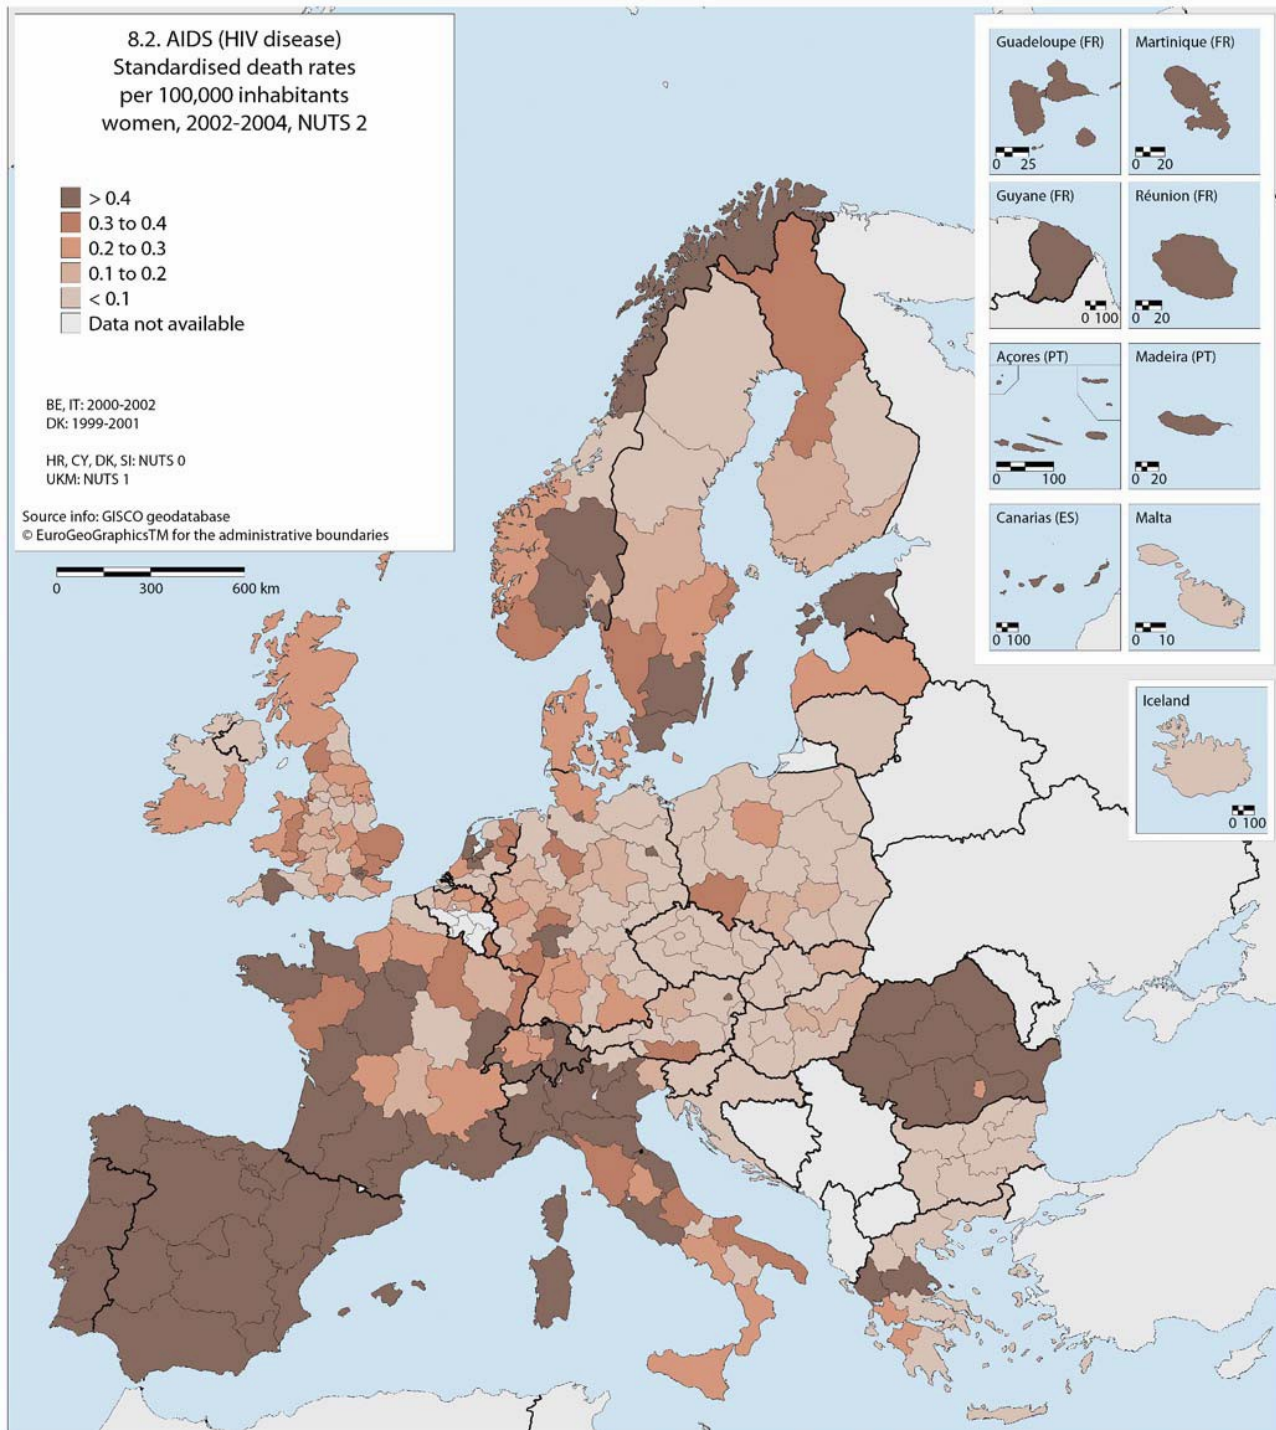 8.2. AIDS (HIV disease)
Standardised death rates
per 100,000 inhabitants
women, 2002-2004, NUTS 2
> 0.4
0.3 to 0.4
0.2 to 0.3
0.1 to 0.2
< 0.1
Data not available
BE, IT: 2000-2002
DK: 1999-2001
HR, CY, DK, SI: NUTS 0
UKM: NUTS 1
Source info: GISCO geodatabase
© EuroGeoGraphicsTM for the administrative boundaries
0 300 600 km
Guadeloupe (FR)
0 25
Martinique (FR)
0 20
Guyane (FR)
0 100
Réunion (FR)
0 20
Açores (PT)
0 100
Madeira (PT)
0 20
Canarias (ES)
0 100
Malta
0 10
Iceland
0 100